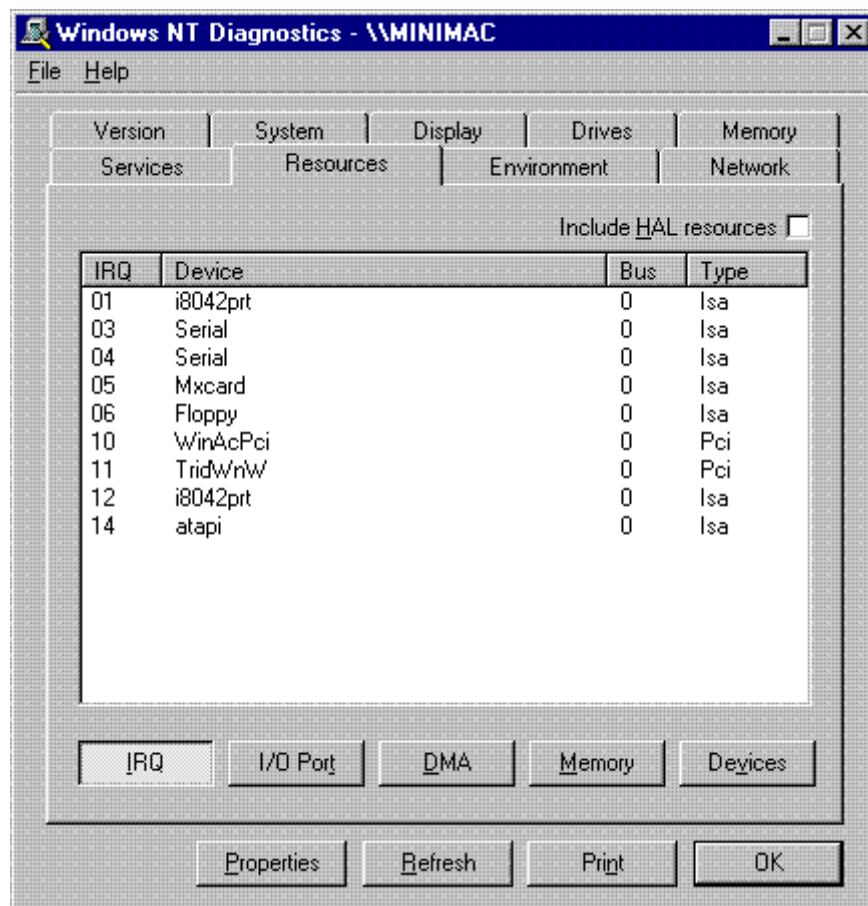 Windows NT Diagnostics - \\MINIMAC
File Help
Version System Display Drives Memory
Services Resources Environment Network
Include HAL resources
IRQ Device Bus Type
01 i8042prt 0 Isa
03 Serial 0 Isa
04 Serial 0 Isa
05 Mxcard 0 Isa
06 Floppy 0 Isa
10 WinAcPci 0 Pci
11 TridWnW 0 Pci
12 i8042prt 0 Isa
14 atapi 0 Isa
IRQ I/O Port DMA Memory Devices
Properties Refresh Print OK